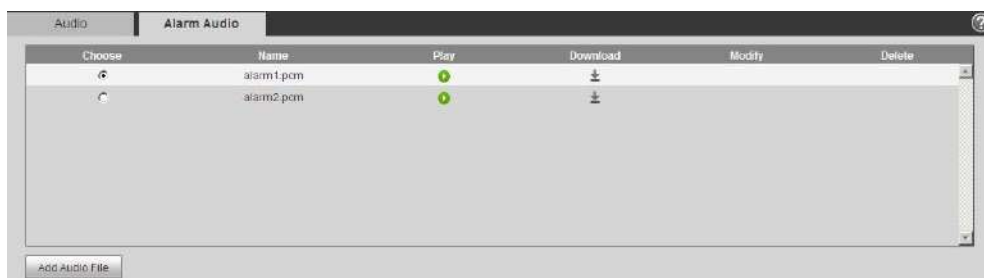 Audio Alarm Audio
Choose Name Play Download Modify Delete
alarm1.pcm
alarm2.pcm
Add Audio File